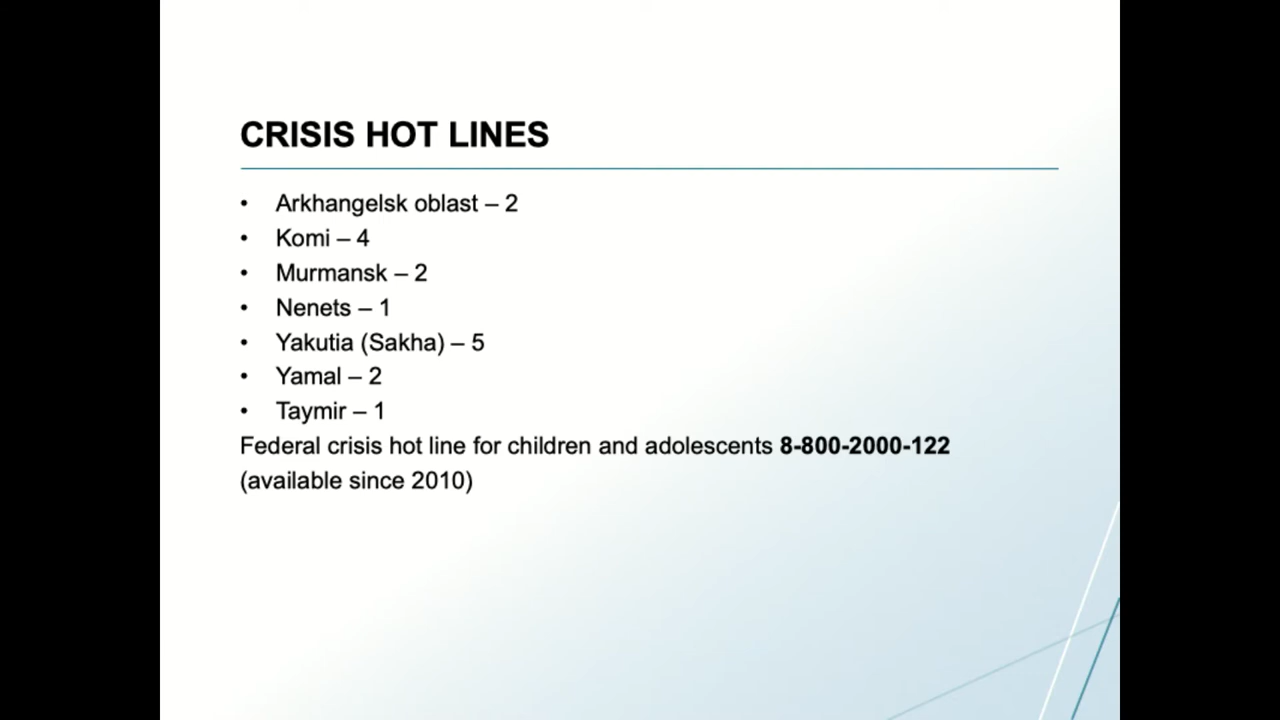 CRISIS HOT LINES
• Arkhangelsk oblast – 2
• Komi – 4
• Murmansk – 2
• Nenets – 1
• Yakutia (Sakha) – 5
• Yamal – 2
• Taymir – 1
Federal crisis hot line for children and adolescents 8-800-2000-122
(available since 2010)